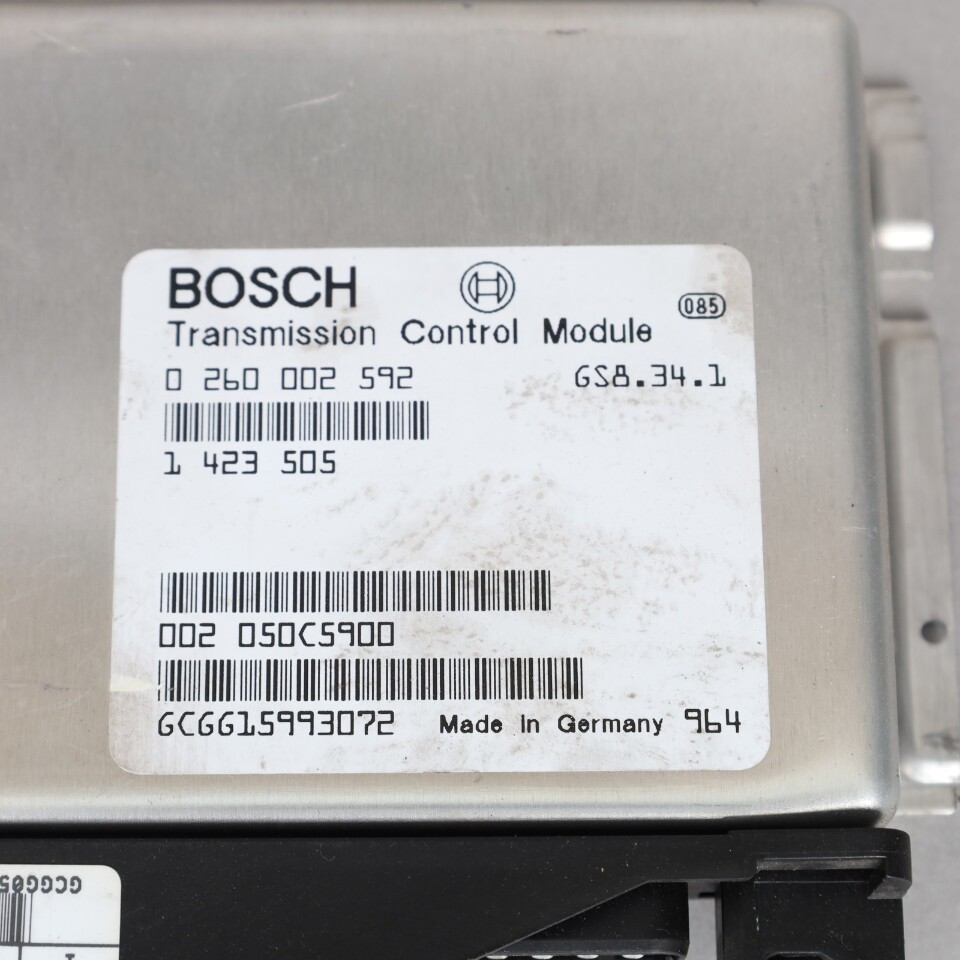 BOSCH
085
Transmission Control Module
0 260 002 592 GS8.34.1
1 423 505
002 050C5900
GCGG15993072 Made in Germany 964
GCGG05